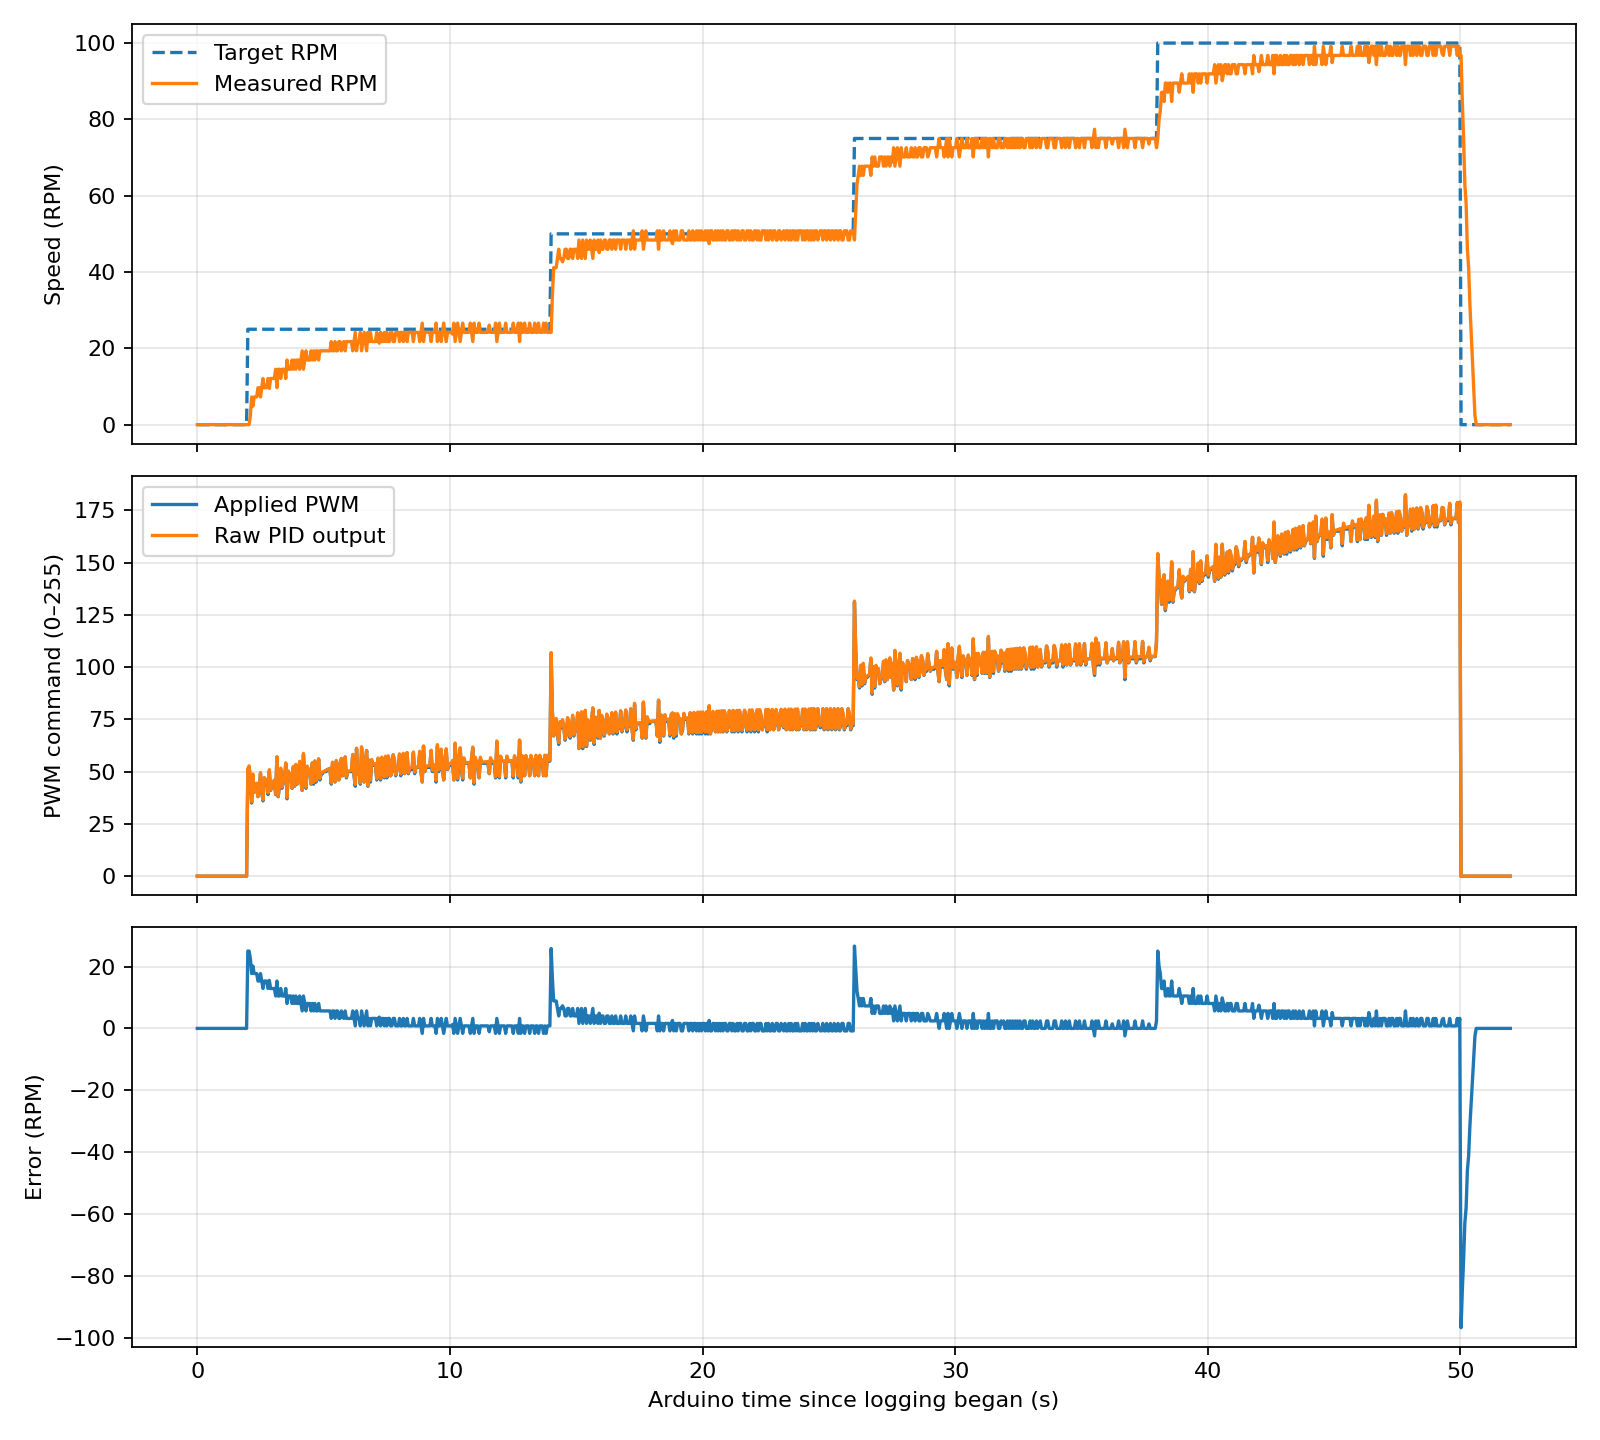 Target RPM
Measured RPM
Speed (RPM)
100
80
60
40
20
0
Applied PWM
Raw PID output
PWM command (0–255)
175
150
125
100
75
50
25
0
Error (RPM)
20
0
−20
−40
−60
−80
−100
0 10 20 30 40 50
Arduino time since logging began (s)